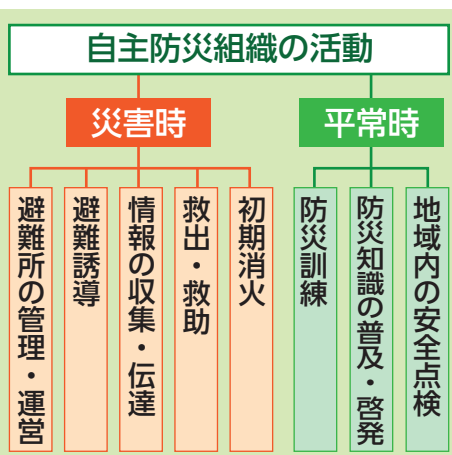 自主防災組織の活動
災害時
平常時
避難所の管理・運営
避難誘導
情報の収集・伝達
救出・救助
初期消火
防災訓練
防災知識の普及・啓発
地域内の安全点検